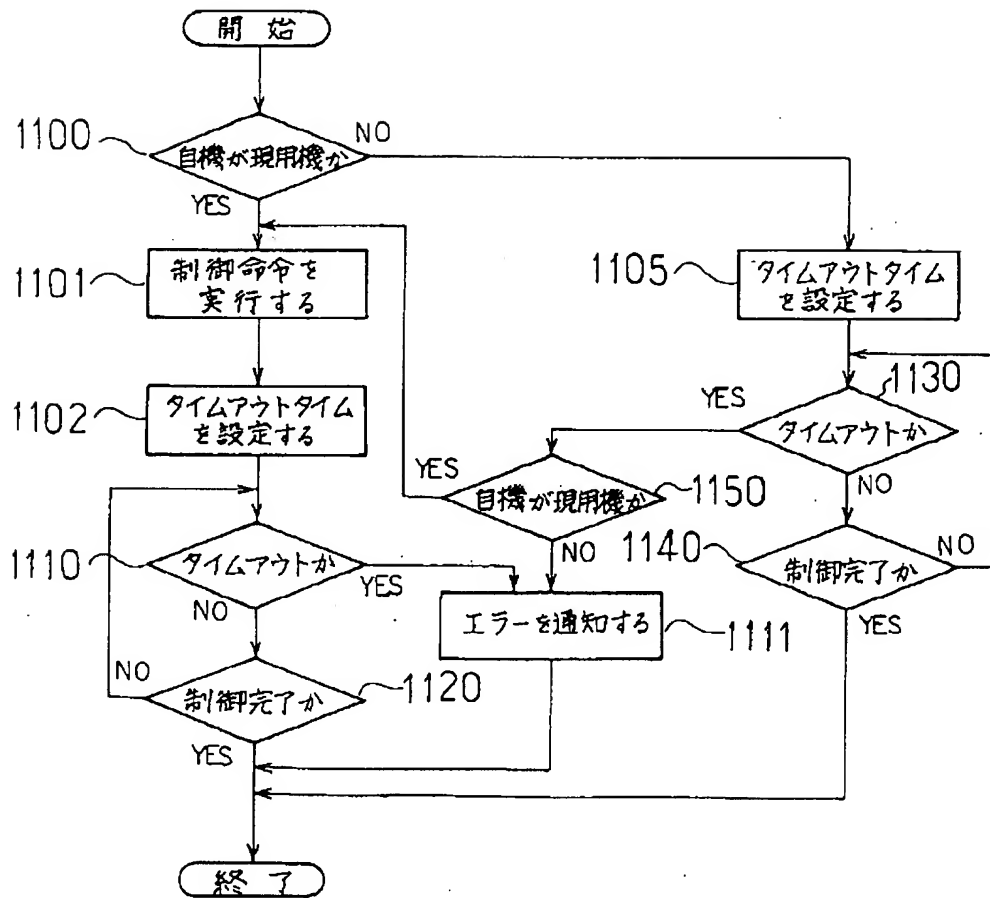 開始
1100
自機が現用機か
NO
YES
1101
制御命令を
実行する
1105
タイムアウトタイム
を設定する
1102
タイムアウトタイム
を設定する
1130
YES
タイムアウトか
NO
YES
自機が現用機か
1150
NO
1110
タイムアウトか
YES
NO
1140
制御完了か
NO
YES
エラーを通知する
1111
NO
制御完了か
1120
YES
終了